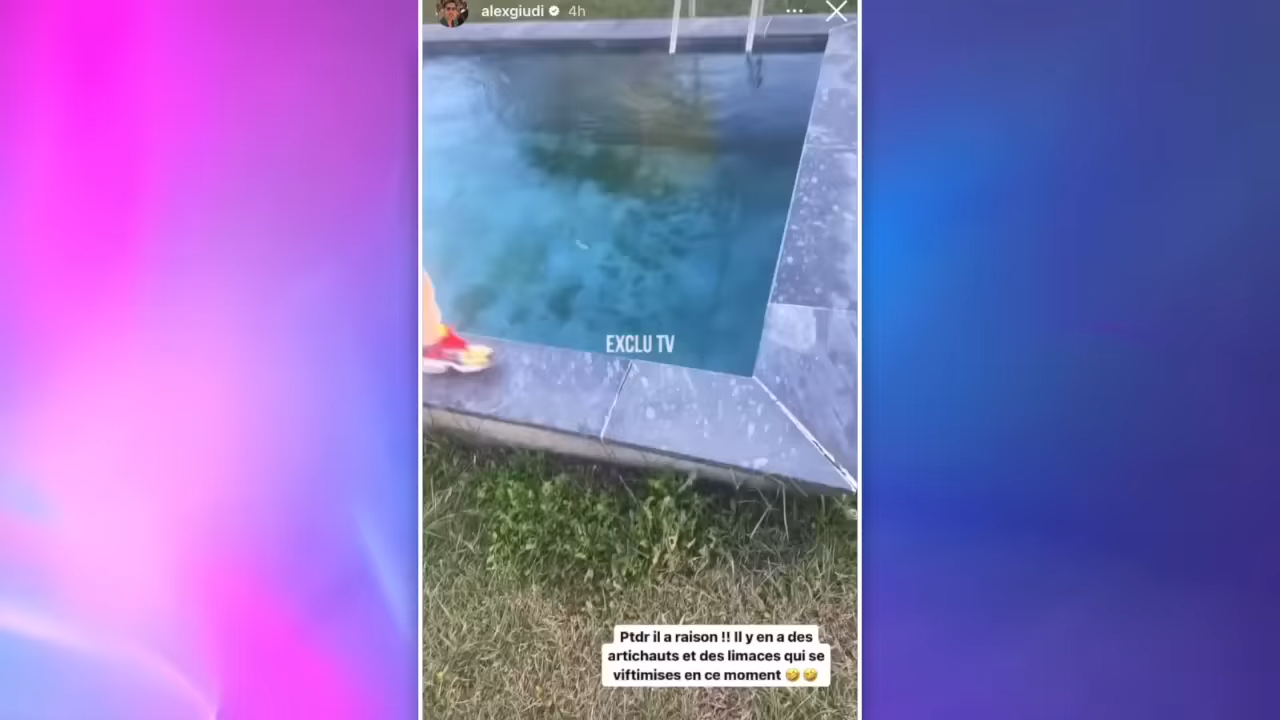 alexgiudi 4h
EXCLU TV
Ptdr il a raison !! Il y en a des
artichauts et des limaces qui se
viftimises en ce moment 🤣 🤣